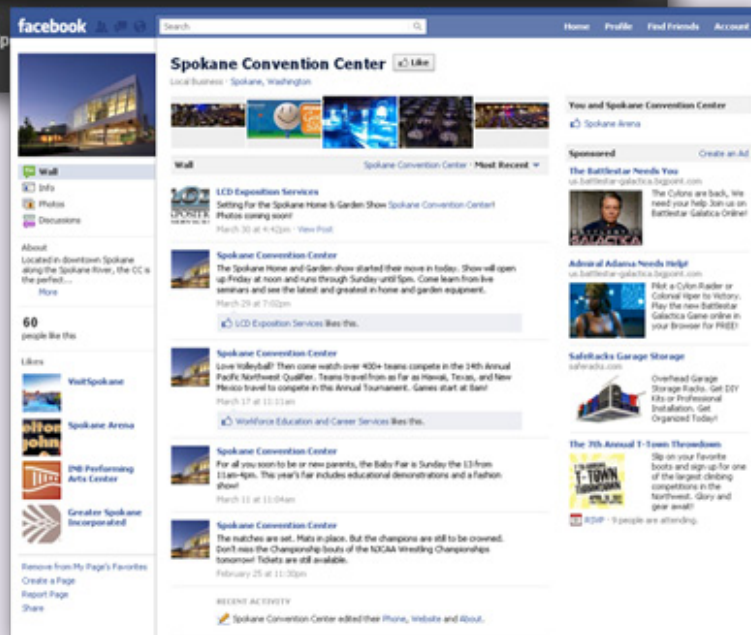 facebook
Search
Home Profile Find Friends Account
Spokane Convention Center Like
Local Business · Spokane, Washington
Wall
Info
Photos
Discussions
About
Located in downtown Spokane
along the Spokane River, the CC is
the perfect...
More
60
people like this
Likes
VisitSpokane
Spokane Arena
elton
john
INB Performing
Arts Center
Greater Spokane
Incorporated
Remove from My Page's Favorites
Create a Page
Report Page
Share
Wall
Spokane Convention Center · Most Recent
LCD Exposition Services
Setting for the Spokane Home & Garden Show Spokane Convention Center!
Photos coming soon!
March 30 at 4:42pm · View Post
Spokane Convention Center
The Spokane Home and Garden show started their move in today. Show will open
up Friday at noon and runs through Sunday until 5pm. Come learn from live
seminars and see the latest and greatest in home and garden equipment.
March 29 at 7:02pm
LCD Exposition Services likes this.
Spokane Convention Center
Love Volleyball? Then come watch over 400+ teams compete in the 14th Annual
Pacific Northwest Qualifier. Teams travel from as far as Hawaii, Texas, and New
Mexico travel to compete in this Annual Tournament. Games start at 8am!
March 17 at 11:11am
Workforce Education and Career Services likes this.
Spokane Convention Center
For all you soon to be or new parents, the Baby Fair is Sunday the 13 from
11am-4pm. This year's fair includes educational demonstrations and a fashion
show!
March 11 at 11:04am
Spokane Convention Center
The matches are set. Mats in place. But the champions are still to be crowned.
Don't miss the Championship bouts of the NJCAA Wrestling Championships
tomorrow! Tickets are still available.
February 25 at 11:30pm
RECENT ACTIVITY
Spokane Convention Center edited their Phone, Website and About.
You and Spokane Convention Center
Spokane Arena
Sponsored Create an Ad
The Battlestar Needs You
us.battlestar-galactica.bigpoint.com
The Cylons are back, We
need your help Join us on
Battlestar Galatica Online!
GALACTICA
Admiral Adama Needs Help!
us.battlestar-galactica.bigpoint.com
Pilot a Cylon Raider or
Colonial Viper to Victory.
Play the new Battlestar
Galactica Game online in
your Browser for FREE!
SafeRacks Garage Storage
saferacks.com
Overhead Garage
Storage Racks. Get DIY
Kits or Professional
Installation. Get
Organized Today!
The 7th Annual T-Town Throwdown
T-TOWN
Slip on your favorite
boots and sign up for one
of the largest climbing
competitions in the
Northwest. Glory and
gear await!
RSVP · 9 people are attending.